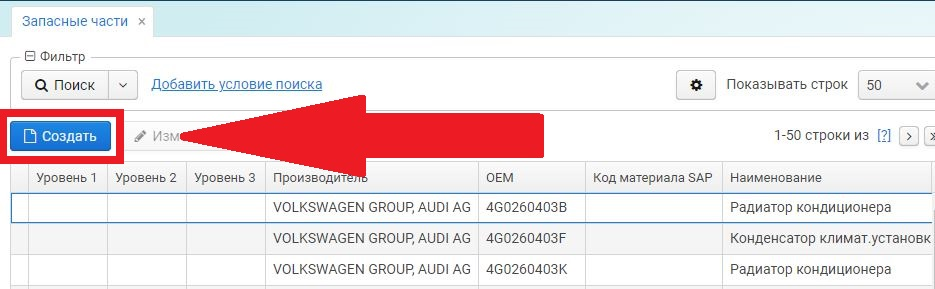 Запасные части ×
Фильтр
Поиск Добавить условие поиска Показывать строк 50
Создать 1-50 строки из [?]
Уровень 1 Уровень 2 Уровень 3 Производитель OEM Код материала SAP Наименование
VOLKSWAGEN GROUP, AUDI AG 4G0260403B Радиатор кондиционера
VOLKSWAGEN GROUP, AUDI AG 4G0260403F Конденсатор климат.установк
VOLKSWAGEN GROUP, AUDI AG 4G0260403K Радиатор кондиционера